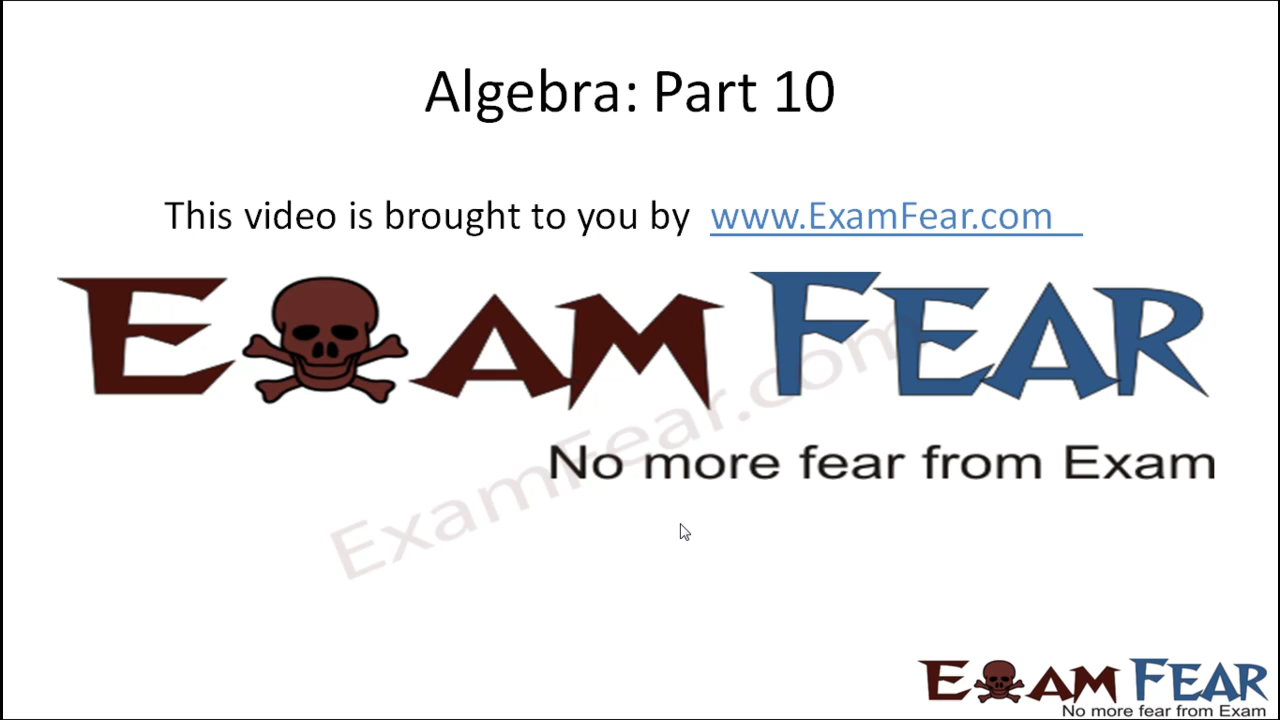 Algebra: Part 10
This video is brought to you by www.ExamFear.com
EXAM FEAR
ExamFear.com
No more fear from Exam
EXAM FEAR
No more fear from Exam